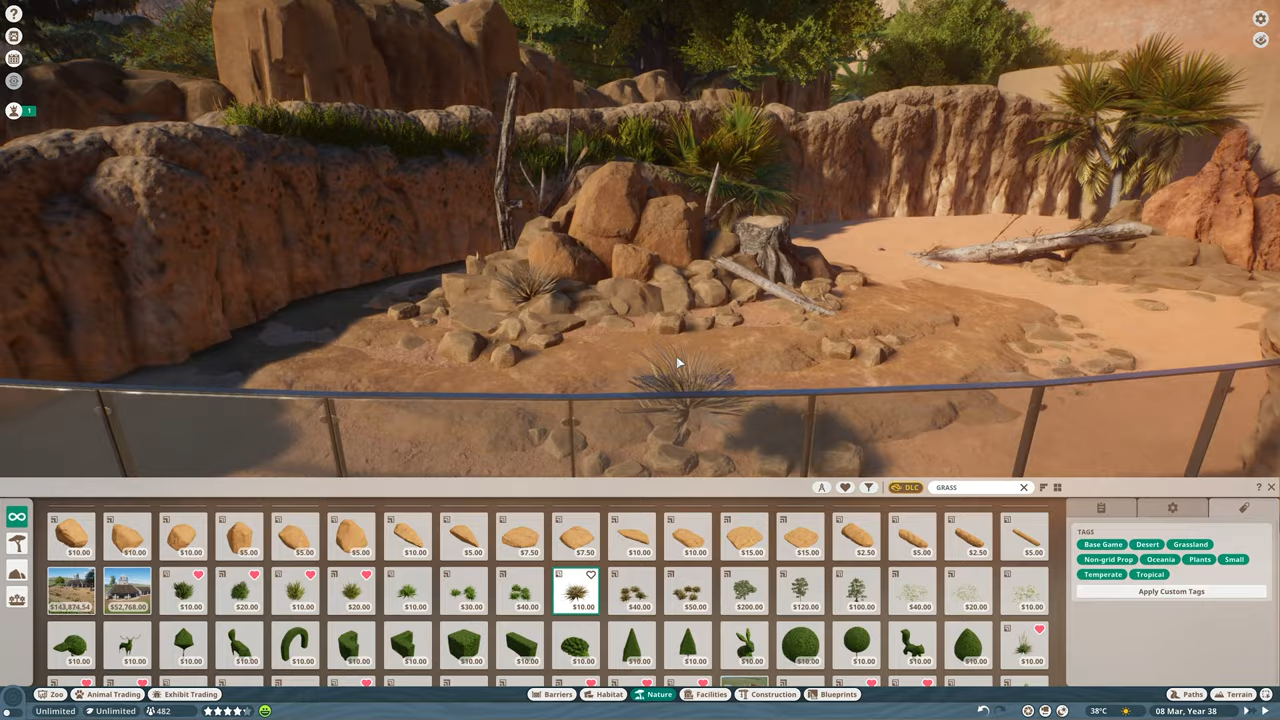 ?
1
DLC
GRASS
?
$10.00 $10.00 $10.00 $5.00 $5.00 $5.00 $10.00 $5.00 $7.50 $7.50 $10.00 $10.00 $15.00 $15.00 $2.50 $5.00 $2.50 $5.00
$143,874.54 $52,768.00 $10.00 $20.00 $10.00 $20.00 $10.00 $30.00 $40.00 $10.00 $40.00 $50.00 $200.00 $120.00 $100.00 $40.00 $20.00 $10.00
$10.00 $10.00 $10.00 $10.00 $10.00 $10.00 $10.00 $10.00 $10.00 $10.00 $10.00 $10.00 $10.00 $10.00 $10.00 $10.00 $10.00 $10.00
TAGS
Base Game Desert Grassland
Non-grid Prop Oceania Plants Small
Temperate Tropical
Apply Custom Tags
Zoo Animal Trading Exhibit Trading Barriers Habitat Nature Facilities Construction Blueprints Paths Terrain
Unlimited Unlimited 482 38°C 08 Mar, Year 38